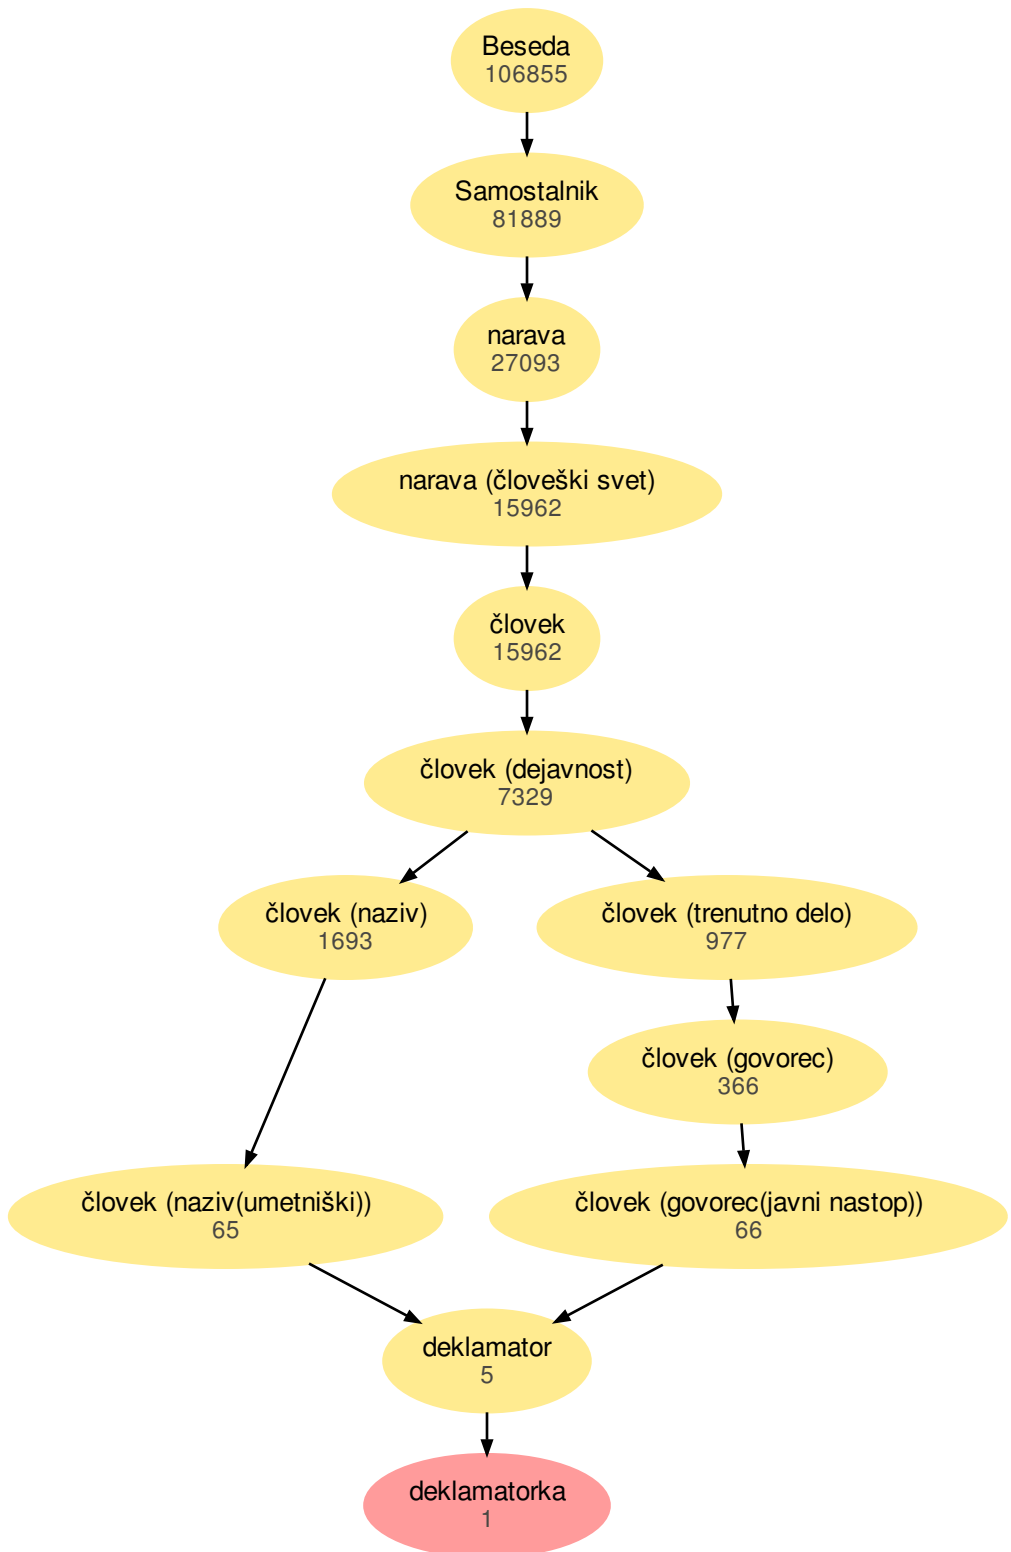 Beseda
106855
Samostalnik
81889
narava
27093
narava (človeški svet)
15962
človek
15962
človek (dejavnost)
7329
človek (naziv)
1693
človek (trenutno delo)
977
človek (govorec)
366
človek (naziv(umetniški))
65
človek (govorec(javni nastop))
66
deklamator
5
deklamatorka
1